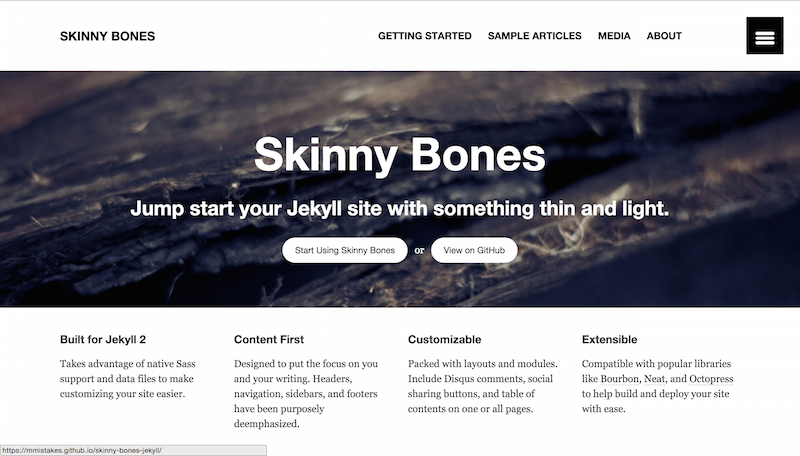 SKINNY BONES
GETTING STARTED SAMPLE ARTICLES MEDIA ABOUT
Skinny Bones
Jump start your Jekyll site with something thin and light.
Start Using Skinny Bones or View on GitHub
Built for Jekyll 2
Takes advantage of native Sass
support and data files to make
customizing your site easier.
Content First
Designed to put the focus on you
and your writing. Headers,
navigation, sidebars, and footers
have been purposely
deemphasized.
Customizable
Packed with layouts and modules.
Include Disqus comments, social
sharing buttons, and table of
contents on one or all pages.
Extensible
Compatible with popular libraries
like Bourbon, Neat, and Octopress
to help build and deploy your site
with ease.
https://mmistakes.github.io/skinny-bones-jekyll/